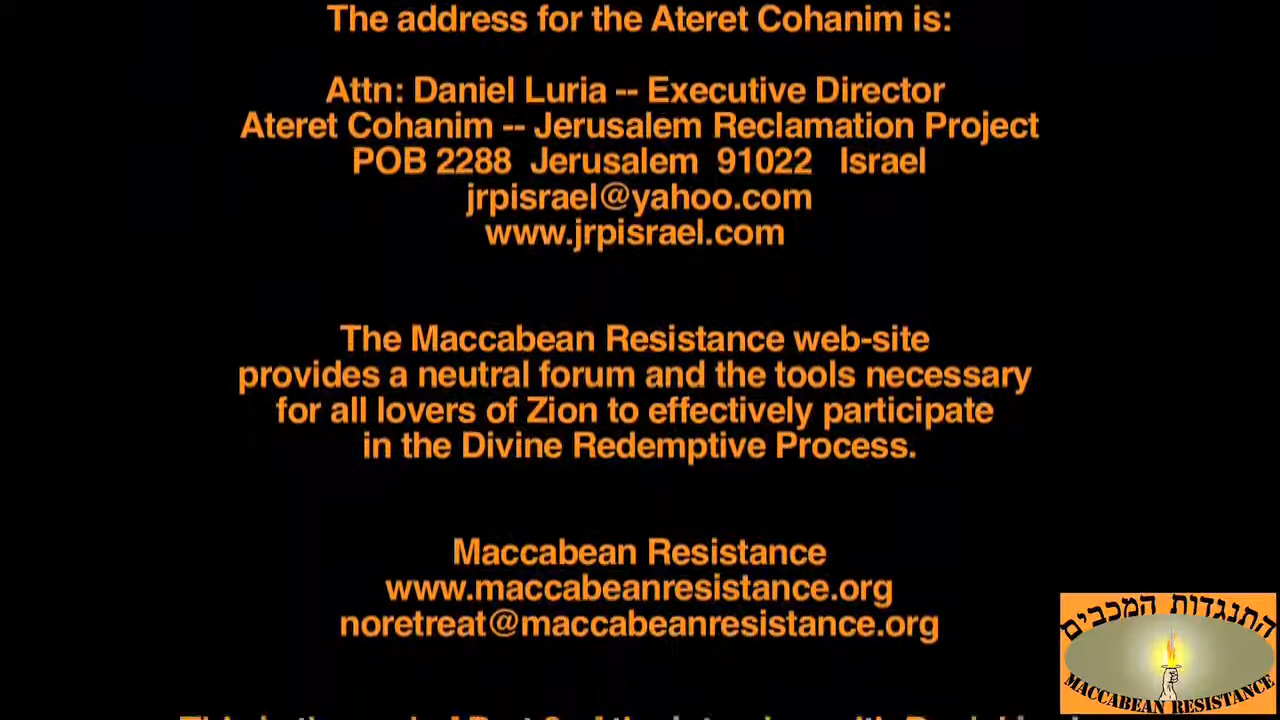 The address for the Ateret Cohanim is:
Attn: Daniel Luria -- Executive Director
Ateret Cohanim -- Jerusalem Reclamation Project
POB 2288 Jerusalem 91022 Israel
jrpisrael@yahoo.com
www.jrpisrael.com
The Maccabean Resistance web-site
provides a neutral forum and the tools necessary
for all lovers of Zion to effectively participate
in the Divine Redemptive Process.
Maccabean Resistance
www.maccabeanresistance.org
noretreat@maccabeanresistance.org
התנגדות המכבים
MACCABEAN RESISTANCE